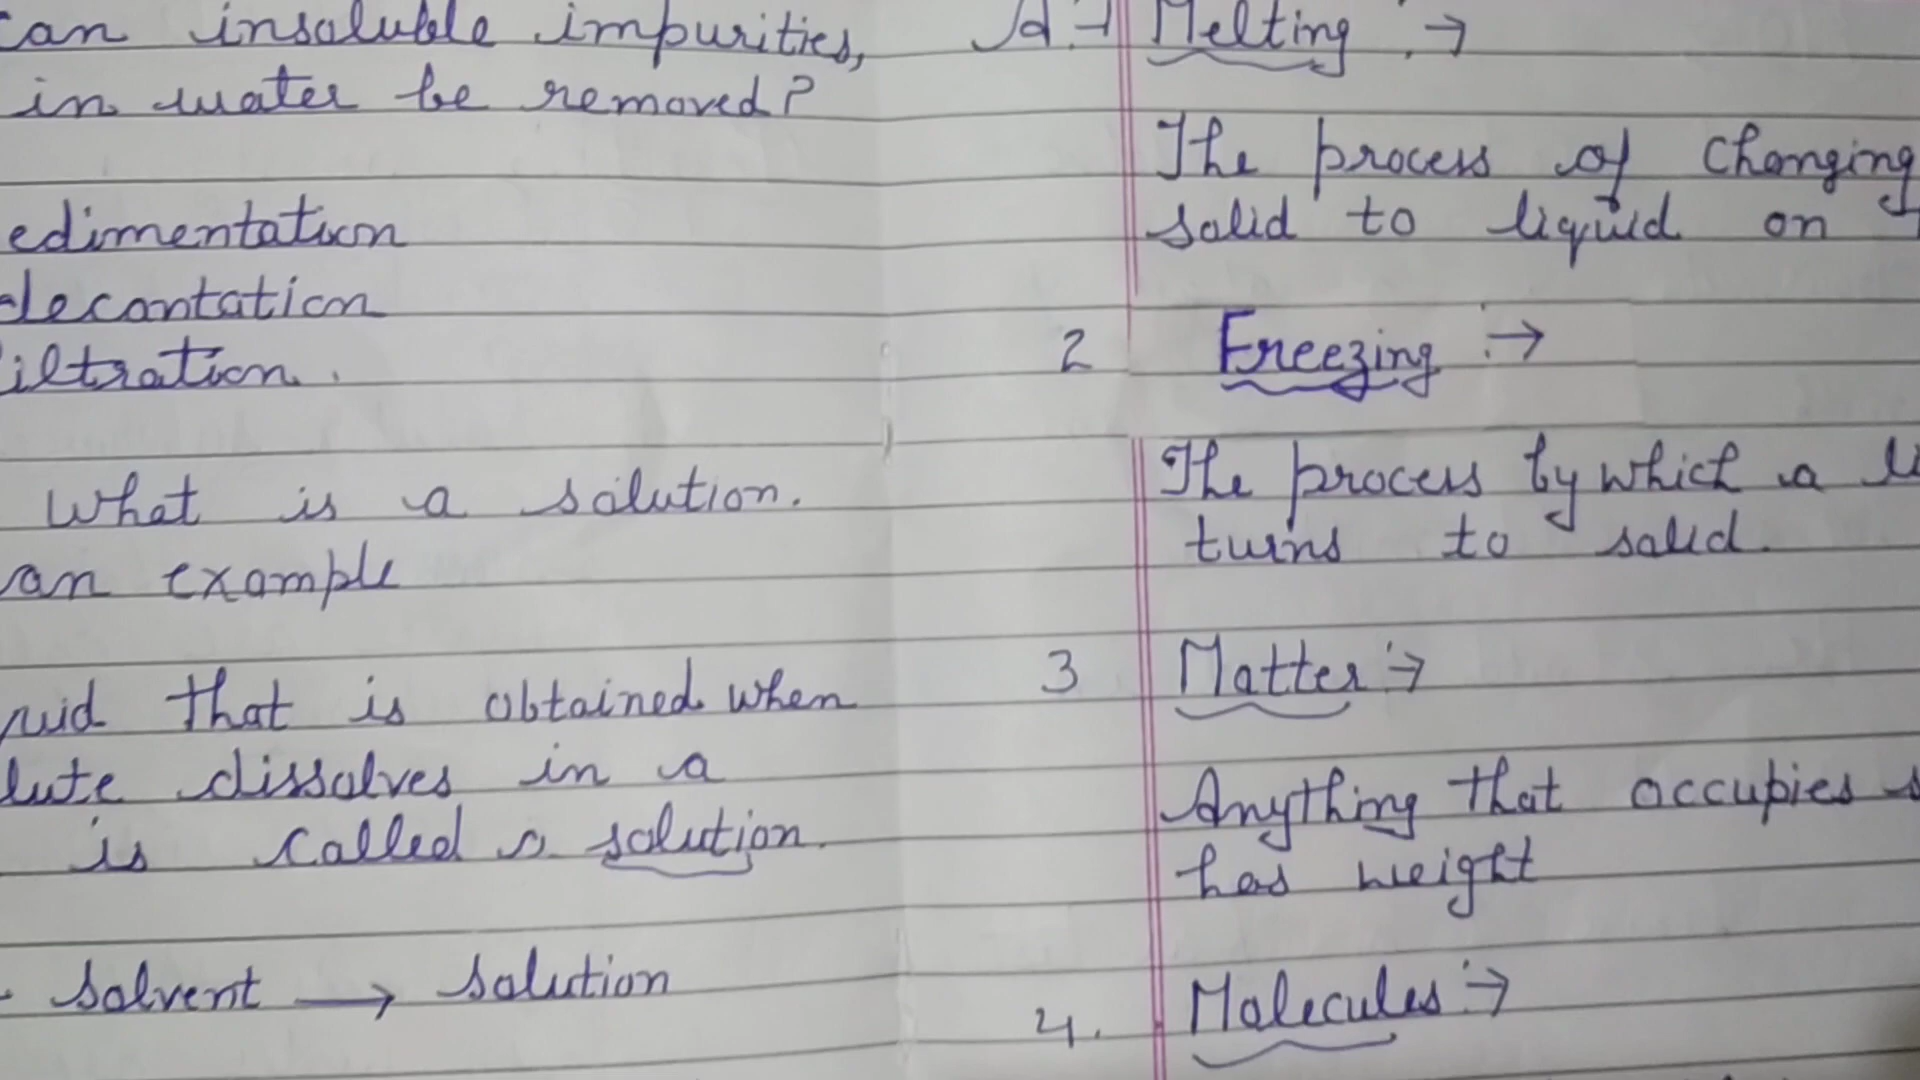 can insoluble impurities,
in water be removed?
edimentation
decantation
iltration.
What is a solution.
an example
uid that is obtained when
lute dissolves in a
is called a solution.
solvent → solution
Melting :→
The process of changing
solid to liquid on
2 Freezing :→
The process by which a li
turns to solid.
3 Matter :→
Anything that occupies s
has weight
4. Molecules :→